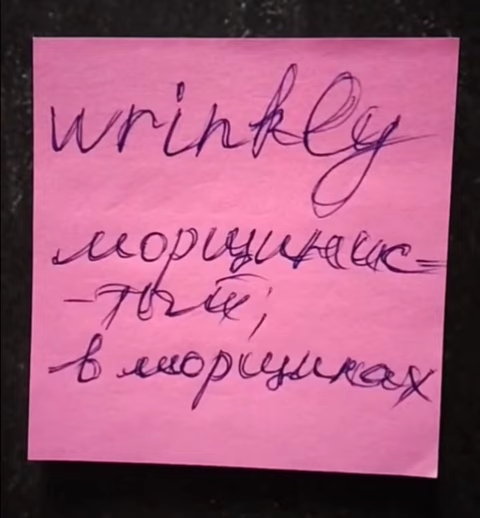 wrinkly
морщинис-
-тый;
в морщинах